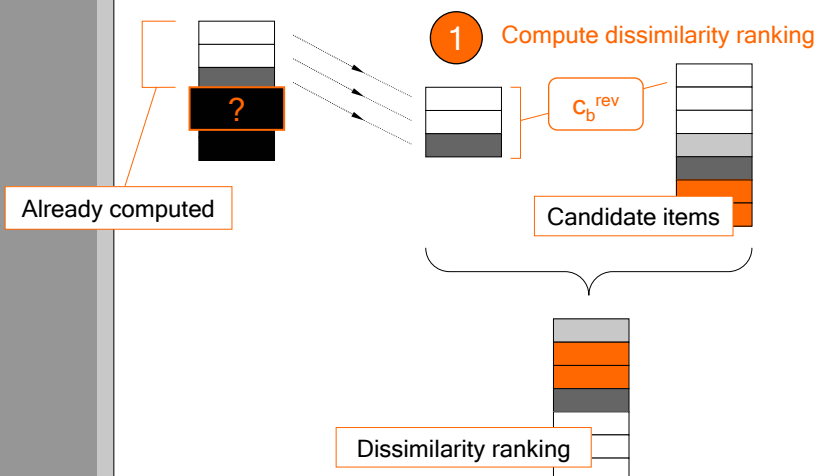 1
Compute dissimilarity ranking
?
c_b^rev
Already computed
Candidate items
Dissimilarity ranking